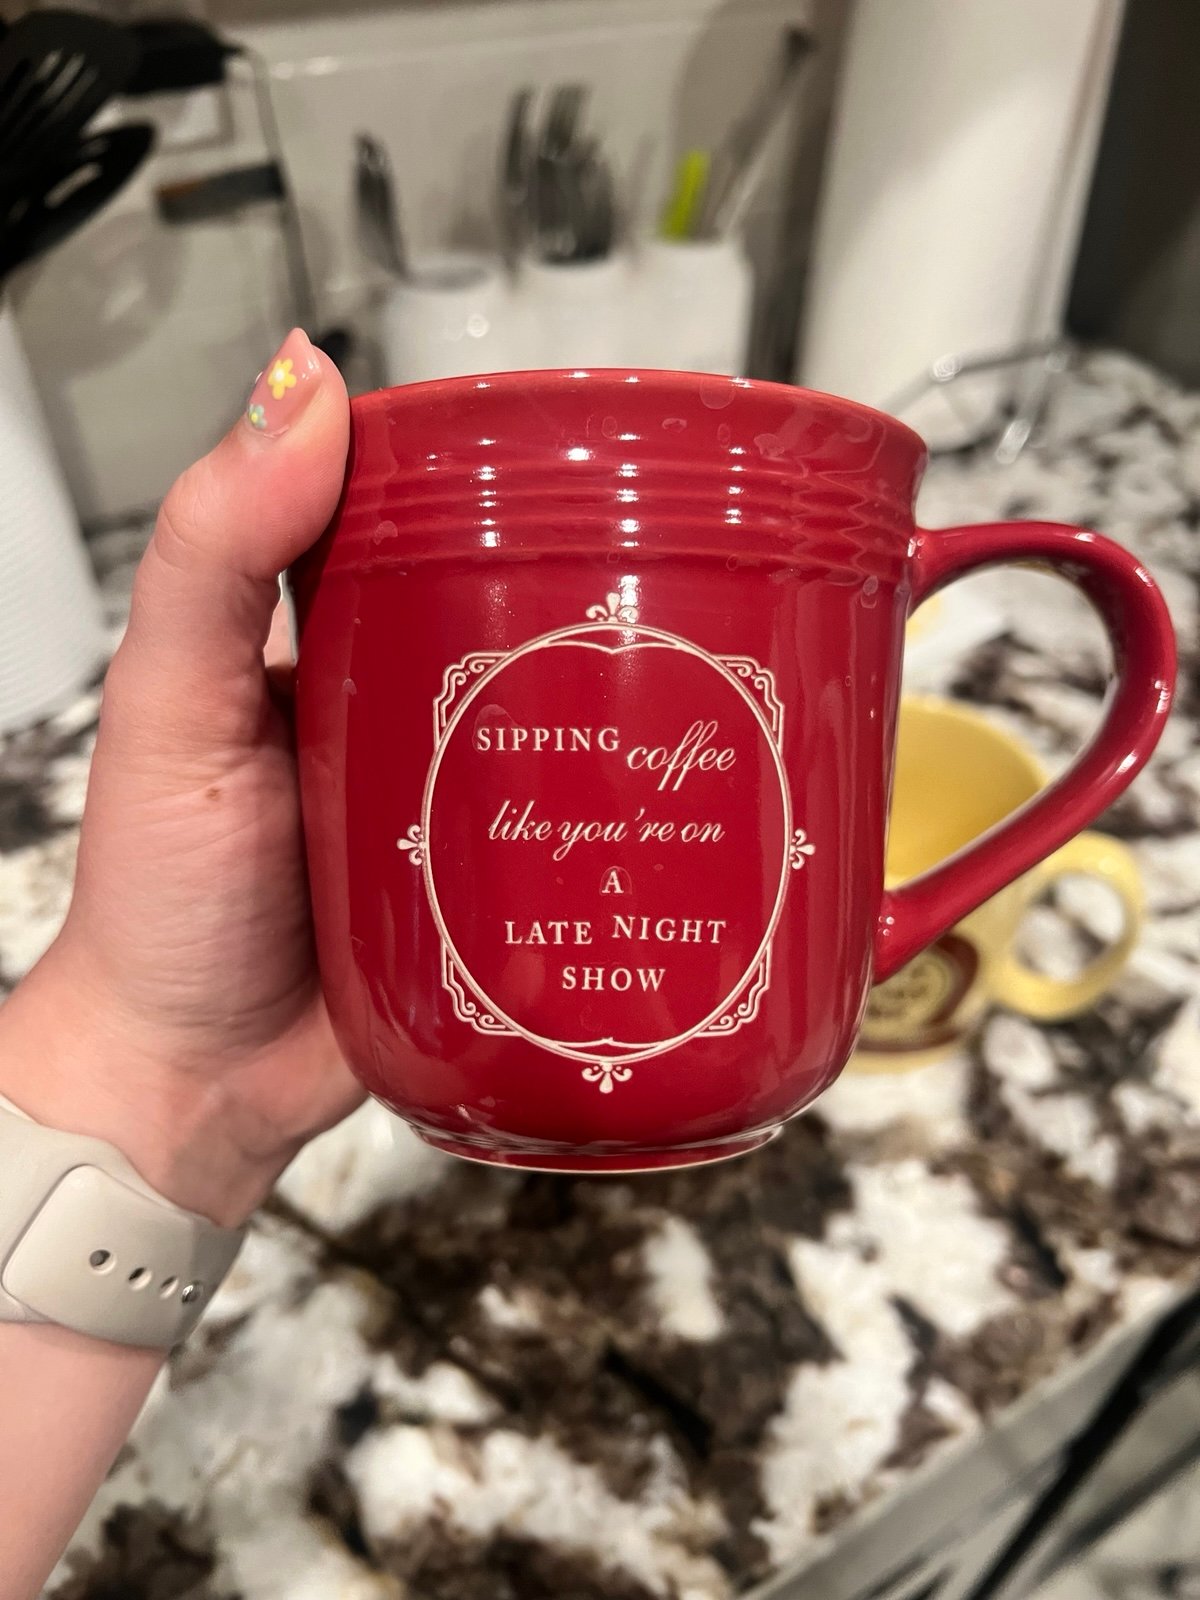 SIPPING coffee
like you're on
A
LATE NIGHT
SHOW